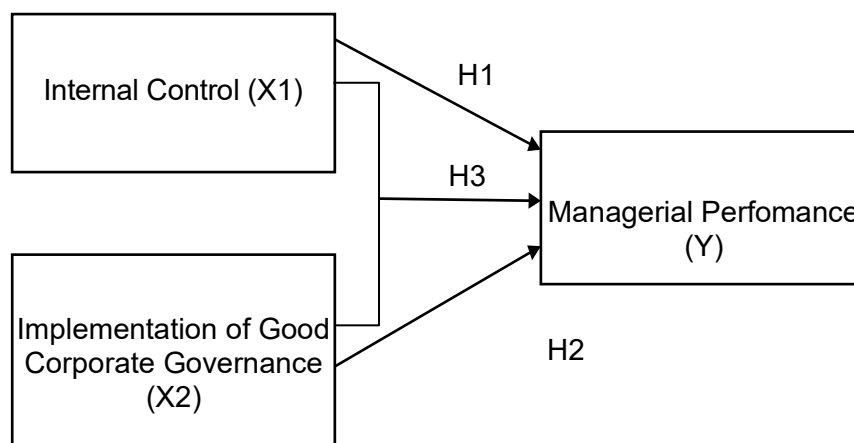 Internal Control (X1)
H1
H3
Managerial Perfomance
(Y)
Implementation of Good
Corporate Governance
(X2)
H2